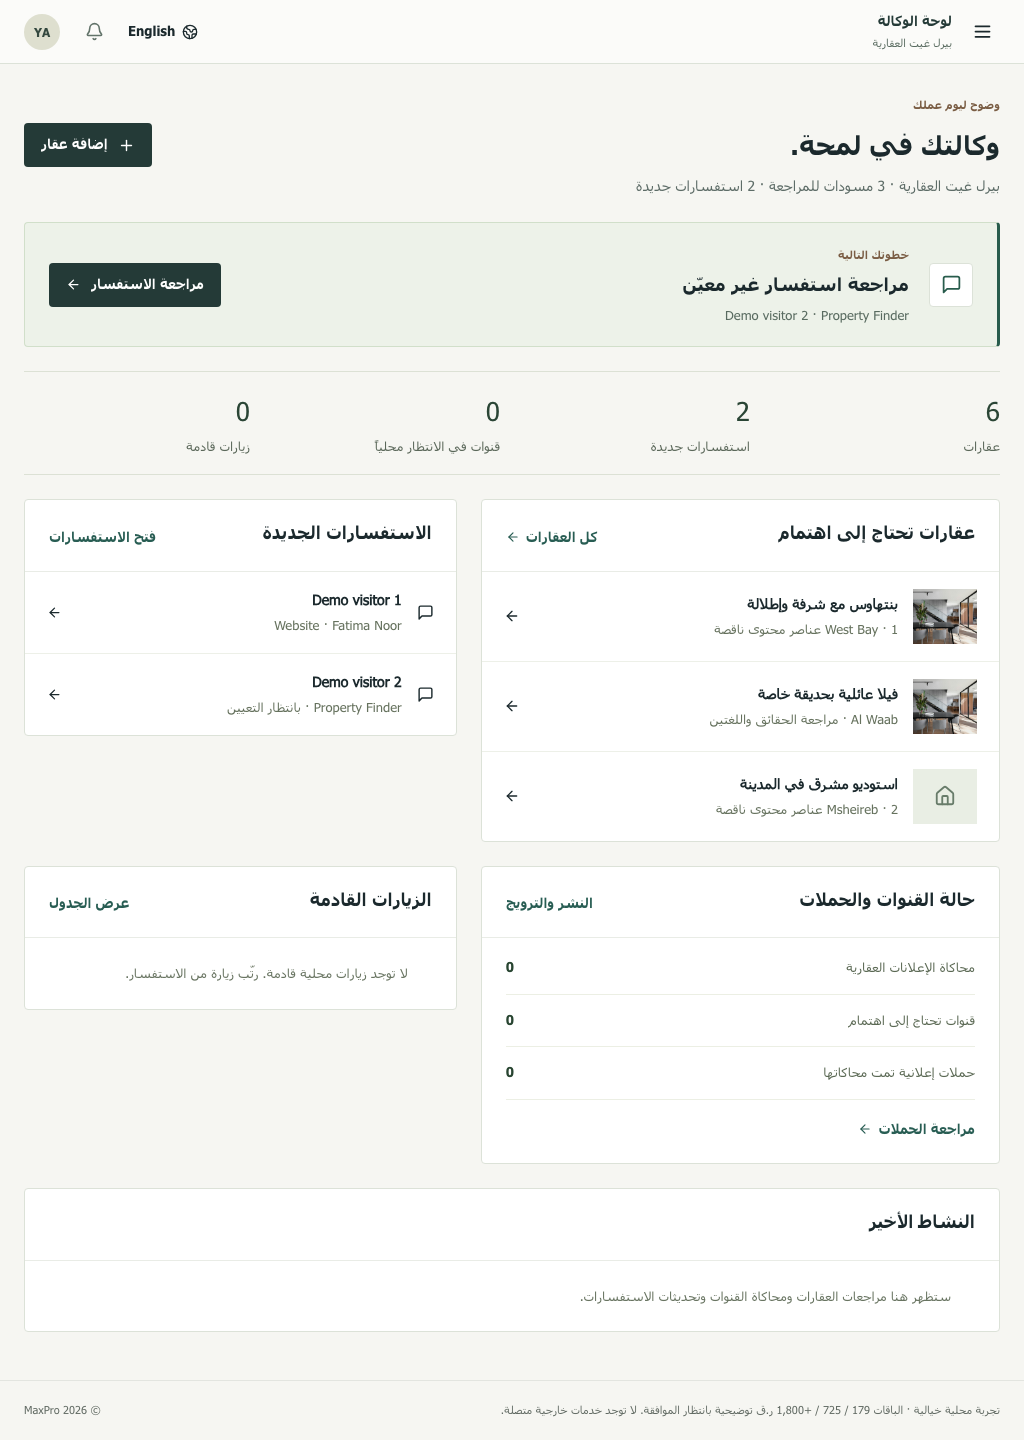 لوحة الوكالة
بيرل غيت العقارية
English
YA
وضوح ليوم عملك
وكالتك في لمحة.
بيرل غيت العقارية · 3 مسودات للمراجعة · 2 استفسارات جديدة
إضافة عقار
خطوتك التالية
مراجعة استفسار غير معيّن
Demo visitor 2 · Property Finder
مراجعة الاستفسار
6
عقارات
2
استفسارات جديدة
0
قنوات في الانتظار محلياً
0
زيارات قادمة
عقارات تحتاج إلى اهتمام
كل العقارات
بنتهاوس مع شرفة وإطلالة
West Bay · 1 عناصر محتوى ناقصة
فيلا عائلية بحديقة خاصة
Al Waab · مراجعة الحقائق واللغتين
استوديو مشرق في المدينة
Msheireb · 2 عناصر محتوى ناقصة
الاستفسارات الجديدة
فتح الاستفسارات
Demo visitor 1
Website · Fatima Noor
Demo visitor 2
Property Finder · بانتظار التعيين
حالة القنوات والحملات
النشر والترويج
محاكاة الإعلانات العقارية
0
قنوات تحتاج إلى اهتمام
0
حملات إعلانية تمت محاكاتها
0
مراجعة الحملات
الزيارات القادمة
عرض الجدول
لا توجد زيارات محلية قادمة. رتّب زيارة من الاستفسار.
النشاط الأخير
ستظهر هنا مراجعات العقارات ومحاكاة القنوات وتحديثات الاستفسارات.
تجربة محلية خيالية · الباقات 179 / 725 / +1,800 ر.ق توضيحية بانتظار الموافقة. لا توجد خدمات خارجية متصلة.
© 2026 MaxPro